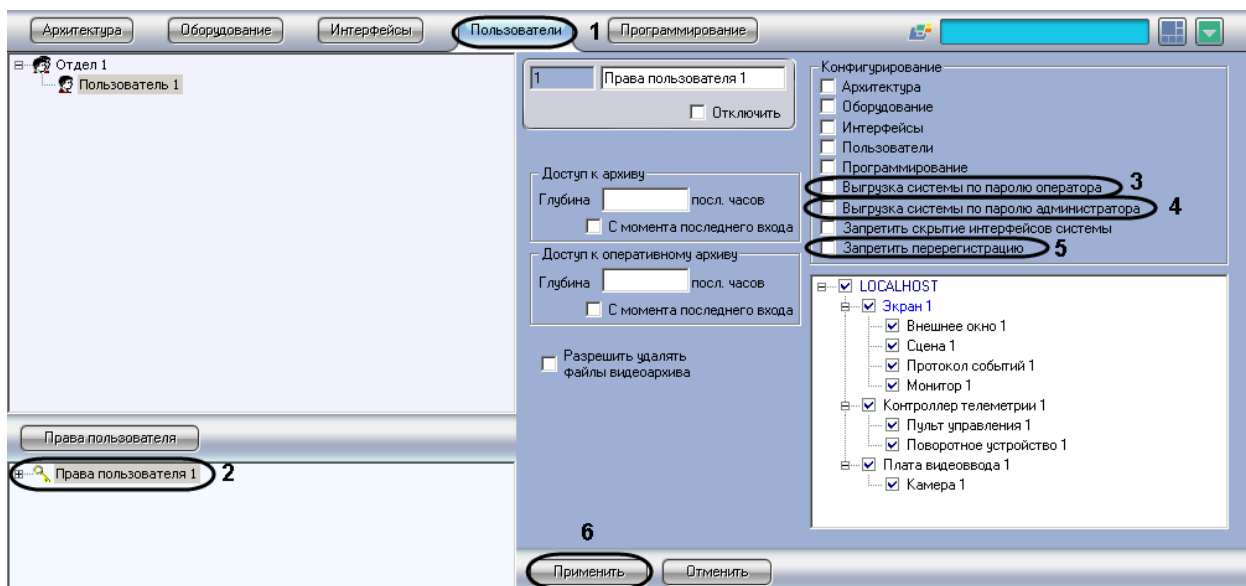 Архитектура Оборудование Интерфейсы Пользователи 1 Программирование
Отдел 1
Пользователь 1
Права пользователя
Права пользователя 1 2
1 Права пользователя 1
Отключить
Доступ к архиву
Глубина посл. часов
С момента последнего входа
Доступ к оперативному архиву
Глубина посл. часов
С момента последнего входа
Разрешить удалять
файлы видеоархива
Конфигурирование
Архитектура
Оборудование
Интерфейсы
Пользователи
Программирование
Выгрузка системы по паролю оператора 3
Выгрузка системы по паролю администратора 4
Запретить скрытие интерфейсов системы
Запретить перерегистрацию 5
LOCALHOST
Экран 1
Внешнее окно 1
Сцена 1
Протокол событий 1
Монитор 1
Контроллер телеметрии 1
Пульт управления 1
Поворотное устройство 1
Плата видеоввода 1
Камера 1
6
Применить Отменить